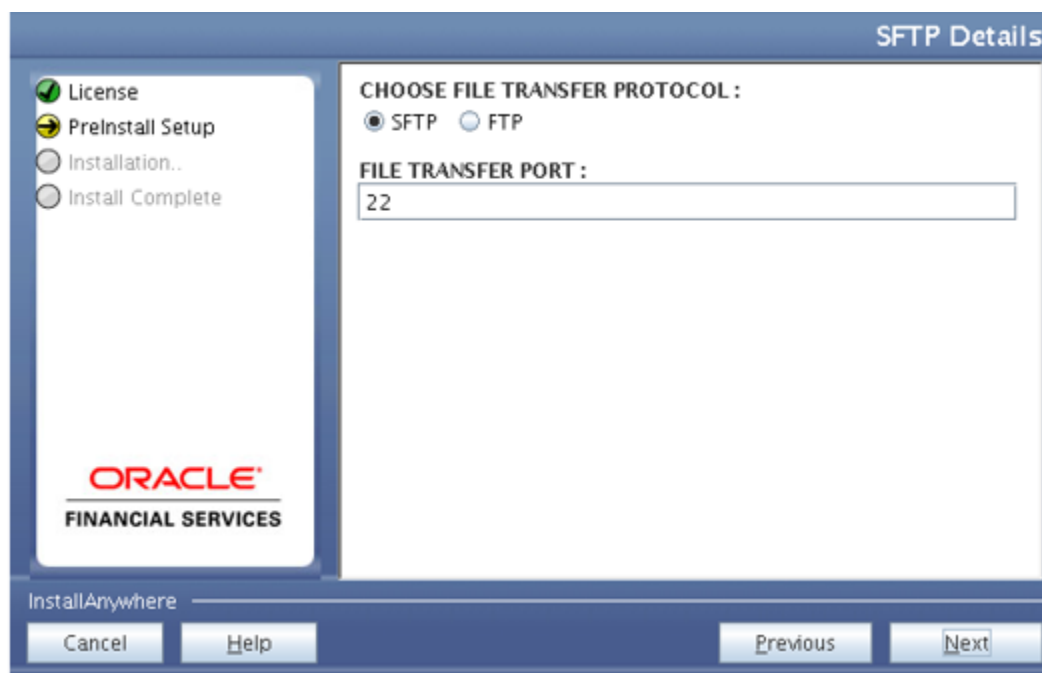 SFTP Details
License
PreInstall Setup
Installation..
Install Complete
CHOOSE FILE TRANSFER PROTOCOL :
SFTP FTP
FILE TRANSFER PORT :
22
ORACLE
FINANCIAL SERVICES
InstallAnywhere
Cancel Help Previous Next